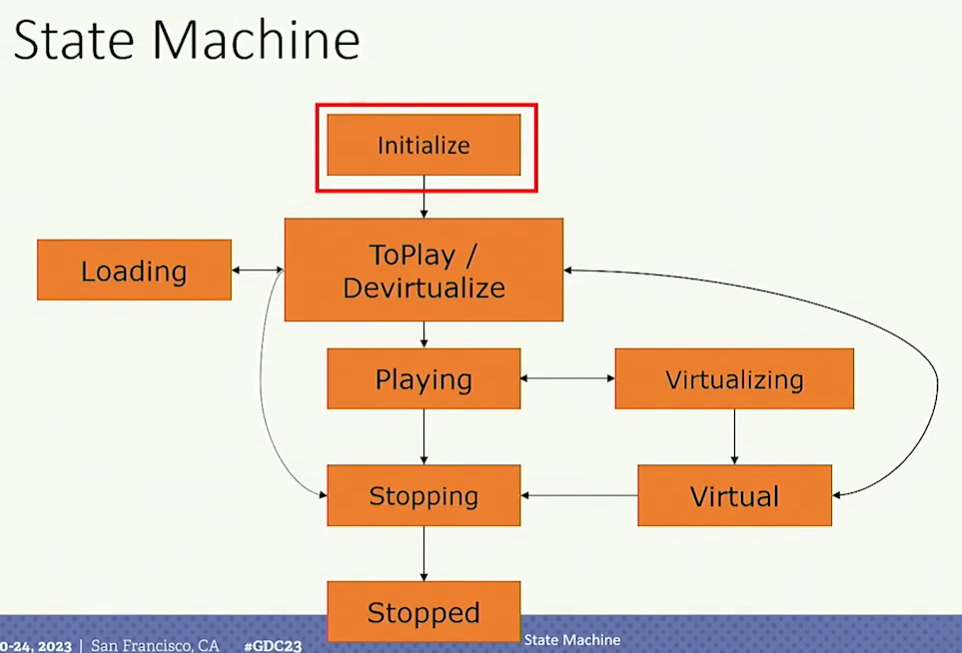 State Machine
Initialize
ToPlay /
Devirtualize
Loading
Playing
Virtualizing
Stopping
Virtual
Stopped
0-24, 2023 | San Francisco, CA #GDC23
State Machine